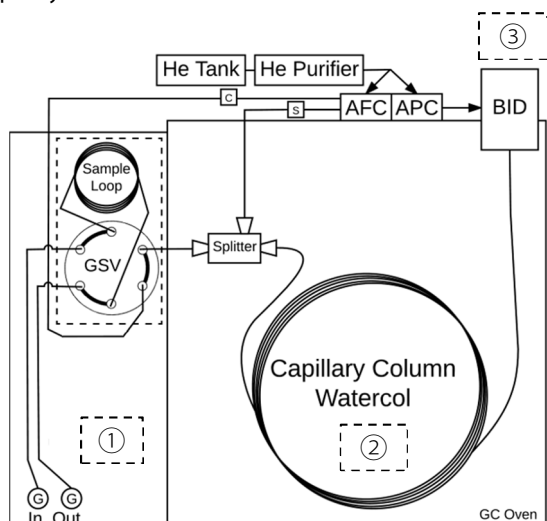 ③
He Tank
He Purifier
C
S
AFC
APC
BID
Sample
Loop
GSV
Splitter
Capillary Column
Watercol
①
②
G
G
In
Out
GC Oven